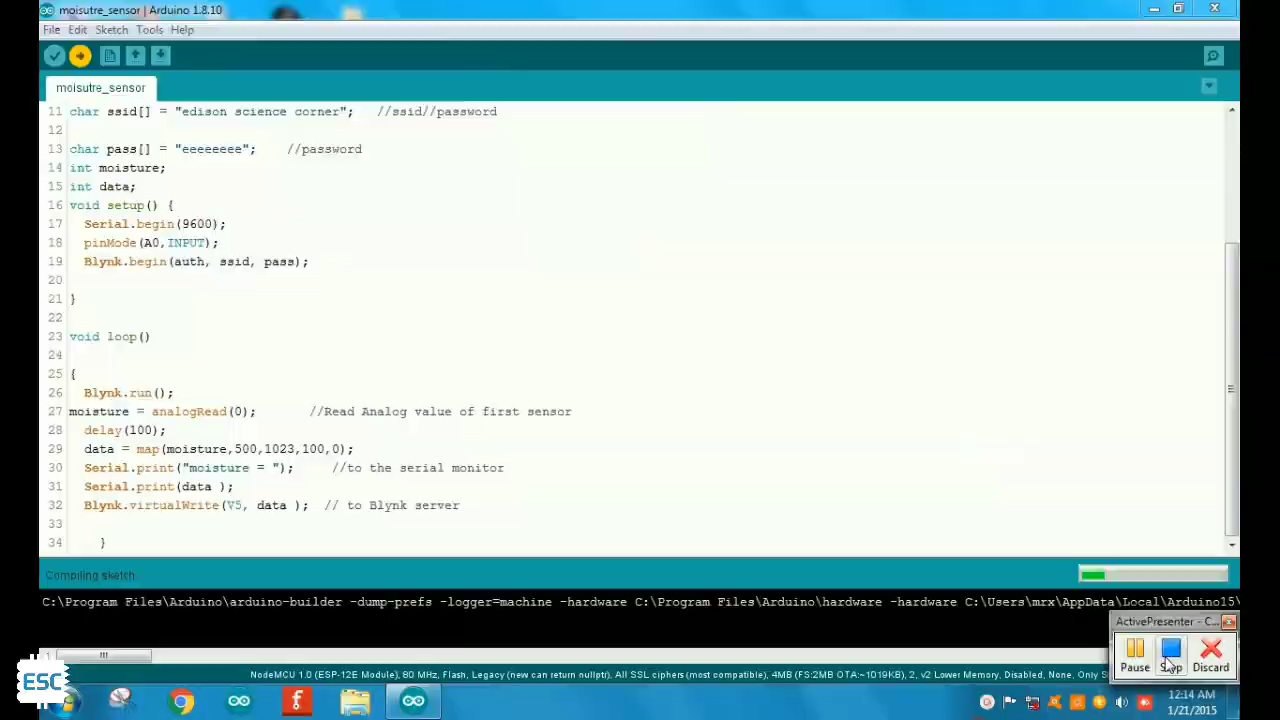 moisutre_sensor | Arduino 1.8.10
File Edit Sketch Tools Help
moisutre_sensor
11 char ssid[] = "edison science corner"; //ssid//password
12
13 char pass[] = "eeeeeeee"; //password
14 int moisture;
15 int data;
16 void setup() {
17 Serial.begin(9600);
18 pinMode(A0,INPUT);
19 Blynk.begin(auth, ssid, pass);
20
21 }
22
23 void loop()
24
25 {
26 Blynk.run();
27 moisture = analogRead(0); //Read Analog value of first sensor
28 delay(100);
29 data = map(moisture,500,1023,100,0);
30 Serial.print("moisture = "); //to the serial monitor
31 Serial.print(data );
32 Blynk.virtualWrite(V5, data ); // to Blynk server
33
34 }
Compiling sketch.
C:\Program Files\Arduino\arduino-builder -dump-prefs -logger=machine -hardware C:\Program Files\Arduino\hardware -hardware C:\Users\mrx\AppData\Local\Arduino15\
ActivePresenter - C...
Pause Stop Discard
1
NodeMCU 1.0 (ESP-12E Module), 80 MHz, Flash, Legacy (new can return nullptr), All SSL ciphers (most compatible), 4MB (FS:2MB OTA:~1019KB), 2, v2 Lower Memory, Disabled, None, Only S
ESC
12:14 AM
1/21/2015